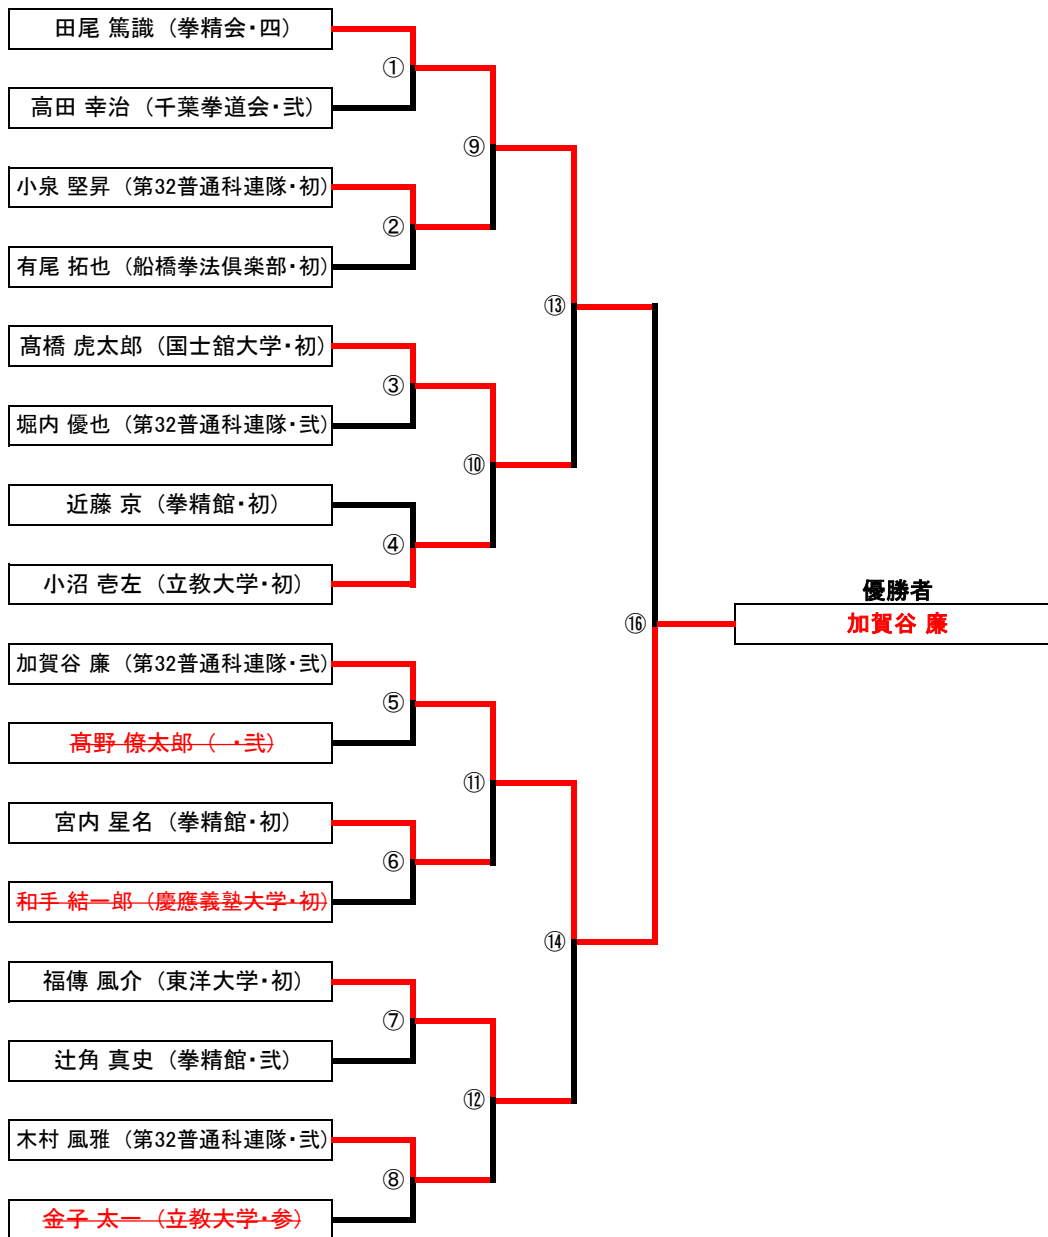 田尾 篤識（拳精会・四）
①
高田 幸治（千葉拳道会・弐）
⑨
小泉 堅昇（第32普通科連隊・初）
②
有尾 拓也（船橋拳法倶楽部・初）
⑬
髙橋 虎太郎（国士舘大学・初）
③
堀内 優也（第32普通科連隊・弐）
⑩
近藤 京（拳精館・初）
④
小沼 壱左（立教大学・初）
優勝者
⑯
加賀谷 廉
加賀谷 廉（第32普通科連隊・弐）
⑤
髙野 僚太郎（　・弐）
⑪
宮内 星名（拳精館・初）
⑥
和手 結一郎（慶應義塾大学・初）
⑭
福傳 風介（東洋大学・初）
⑦
辻角 真史（拳精館・弐）
⑫
木村 風雅（第32普通科連隊・弐）
⑧
金子 太一（立教大学・参）